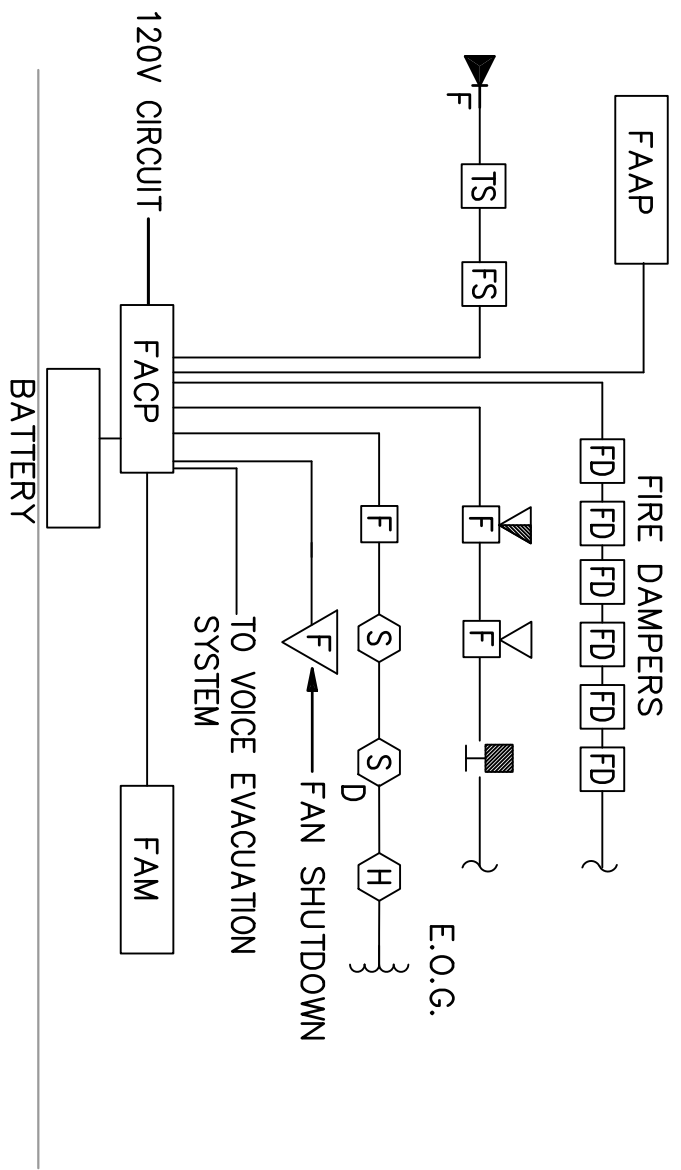 FIRE DAMPERS
FAAP
FD
FD
FD
FD
FD
FD
F
TS
FS
F
F
E.O.G.
F
S
S
D
H
F
FAN SHUTDOWN
TO VOICE EVACUATION
SYSTEM
120V CIRCUIT
FACP
FAM
BATTERY